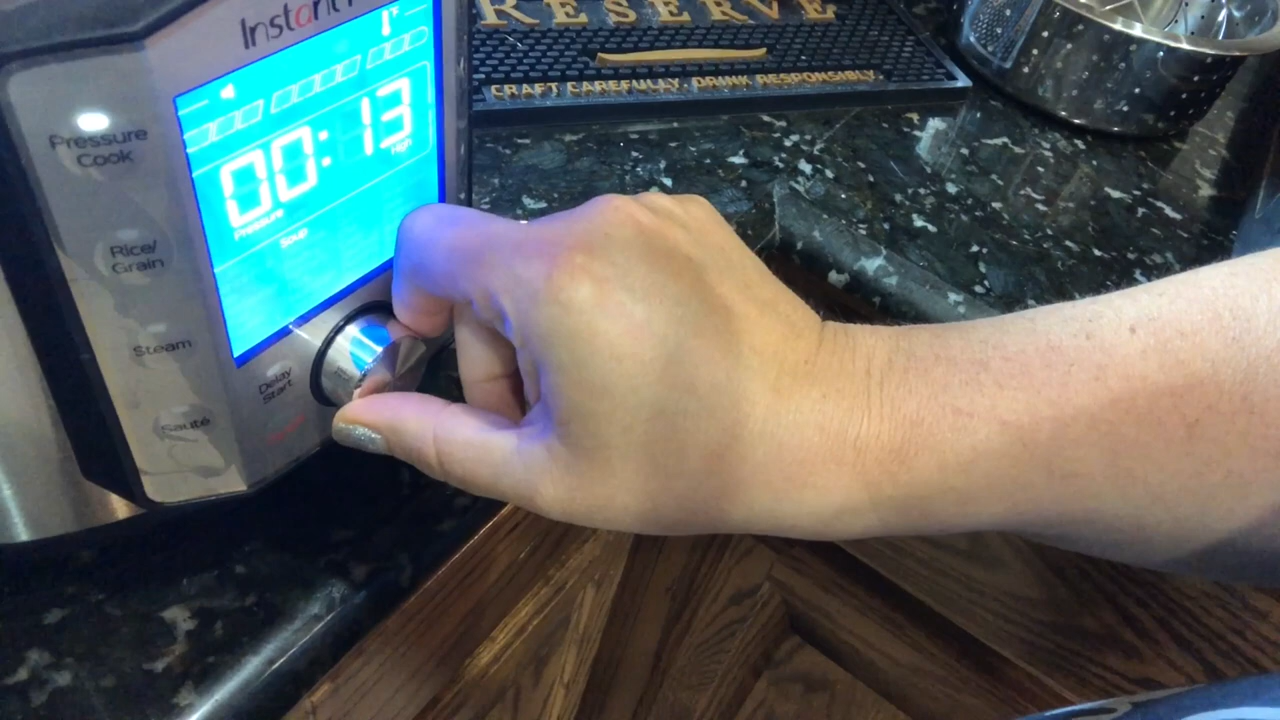 Instant
RESERVE
CRAFT CAREFULLY. DRINK RESPONSIBLY.
Pressure
Cook
00:13
High
Pressure
Soup
Rice/
Grain
Steam
Delay
Start
Sauté